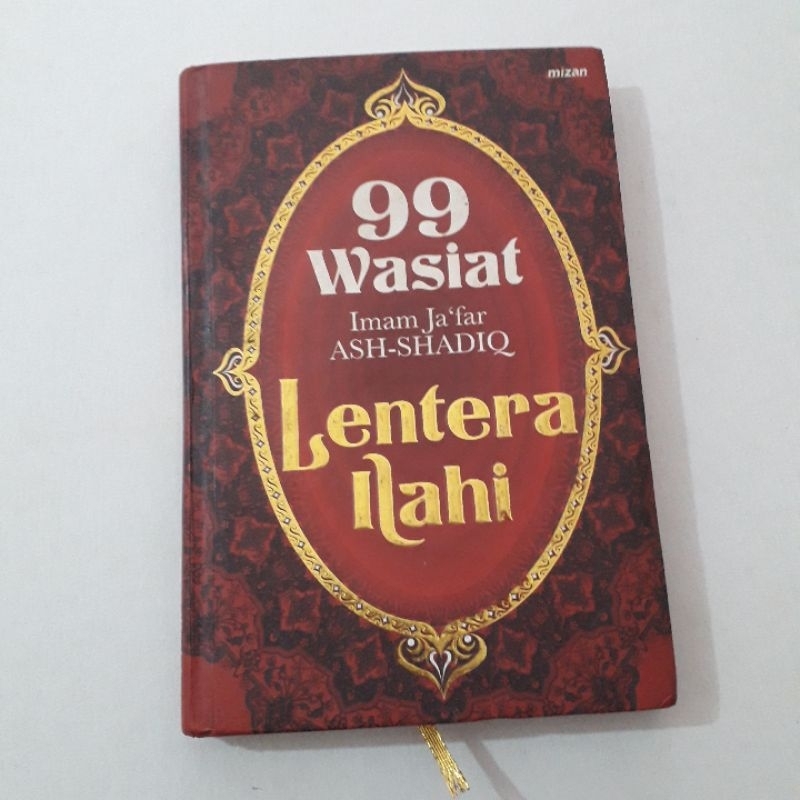 mizan
99
Wasiat
Imam Ja‘far
ASH-SHADIQ
Lentera
Ilahi